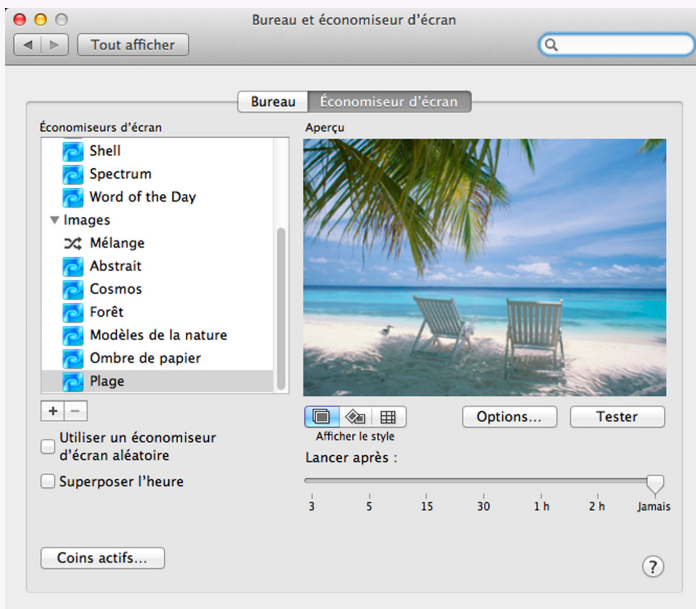 Bureau et économiseur d'écran
Tout afficher
Bureau
Économiseur d'écran
Économiseurs d'écran
Shell
Spectrum
Word of the Day
Images
Mélange
Abstrait
Cosmos
Forêt
Modèles de la nature
Ombre de papier
Plage
+ −
Utiliser un économiseur
d'écran aléatoire
Superposer l'heure
Coins actifs...
Aperçu
Afficher le style
Options...
Tester
Lancer après :
3 5 15 30 1 h 2 h Jamais
?